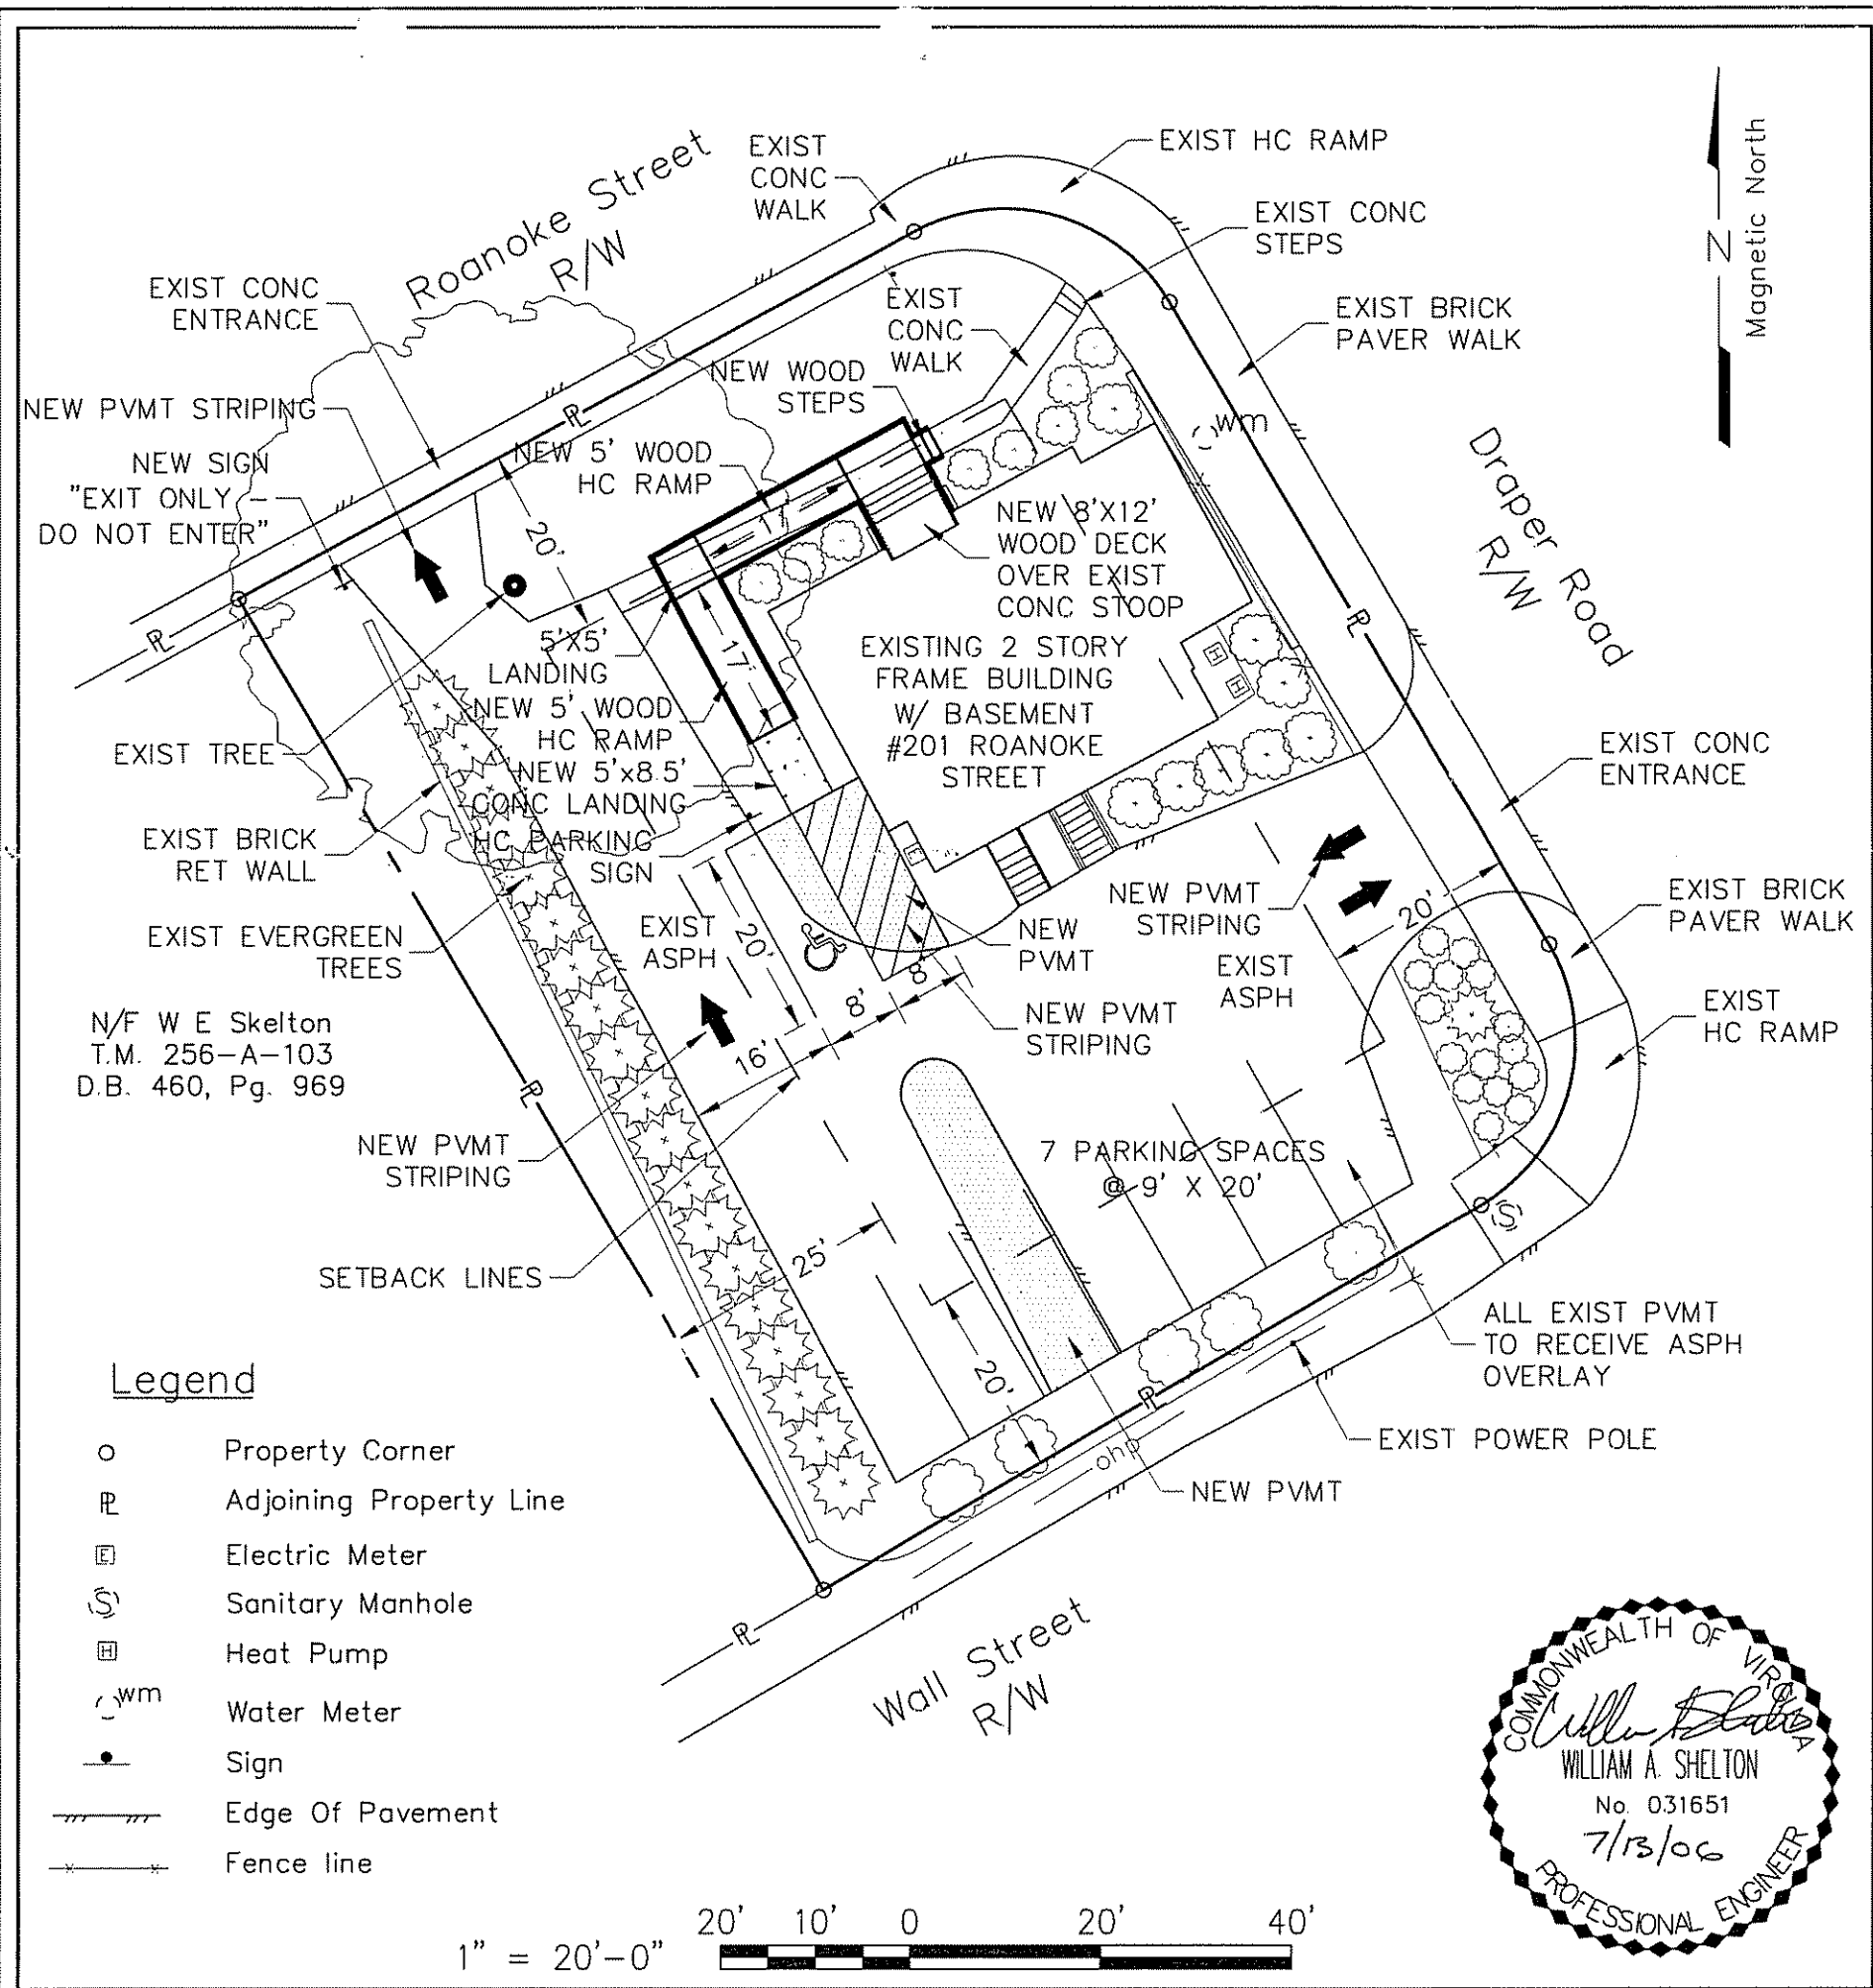 EXIST
CONC
WALK
EXIST HC RAMP
Roanoke Street
R/W
EXIST CONC
STEPS
N
Magnetic North
EXIST CONC
ENTRANCE
EXIST
CONC
WALK
EXIST BRICK
PAVER WALK
NEW WOOD
STEPS
NEW PVMT STRIPING
wm
NEW SIGN
"EXIT ONLY -
DO NOT ENTER"
NEW 5' WOOD
HC RAMP
20'
Draper Road
R/W
NEW 8'X12'
WOOD DECK
OVER EXIST
CONC STOOP
5'X5'
LANDING
17'
EXISTING 2 STORY
FRAME BUILDING
W/ BASEMENT
#201 ROANOKE
STREET
H
H
NEW 5' WOOD
HC RAMP
EXIST TREE
NEW 5'x8.5'
CONC LANDING
EXIST CONC
ENTRANCE
EXIST BRICK
RET WALL
HC PARKING
SIGN
E
NEW PVMT
STRIPING
20'
EXIST BRICK
PAVER WALK
EXIST EVERGREEN
TREES
EXIST
ASPH
20'
NEW
PVMT
EXIST
ASPH
8'
8'
16'
NEW PVMT
STRIPING
EXIST
HC RAMP
N/F W E Skelton
T.M. 256-A-103
D.B. 460, Pg. 969
PL
NEW PVMT
STRIPING
7 PARKING SPACES
@ 9' X 20'
S
25'
SETBACK LINES
20'
ALL EXIST PVMT
TO RECEIVE ASPH
OVERLAY
ohp
EXIST POWER POLE
NEW PVMT
Wall Street
R/W
Legend
Property Corner
PL Adjoining Property Line
E Electric Meter
S Sanitary Manhole
H Heat Pump
wm Water Meter
Sign
Edge Of Pavement
Fence line
COMMONWEALTH OF VIRGINIA
WILLIAM A. SHELTON
No. 031651
7/13/06
PROFESSIONAL ENGINEER
20' 10' 0 20' 40'
1" = 20'-0"